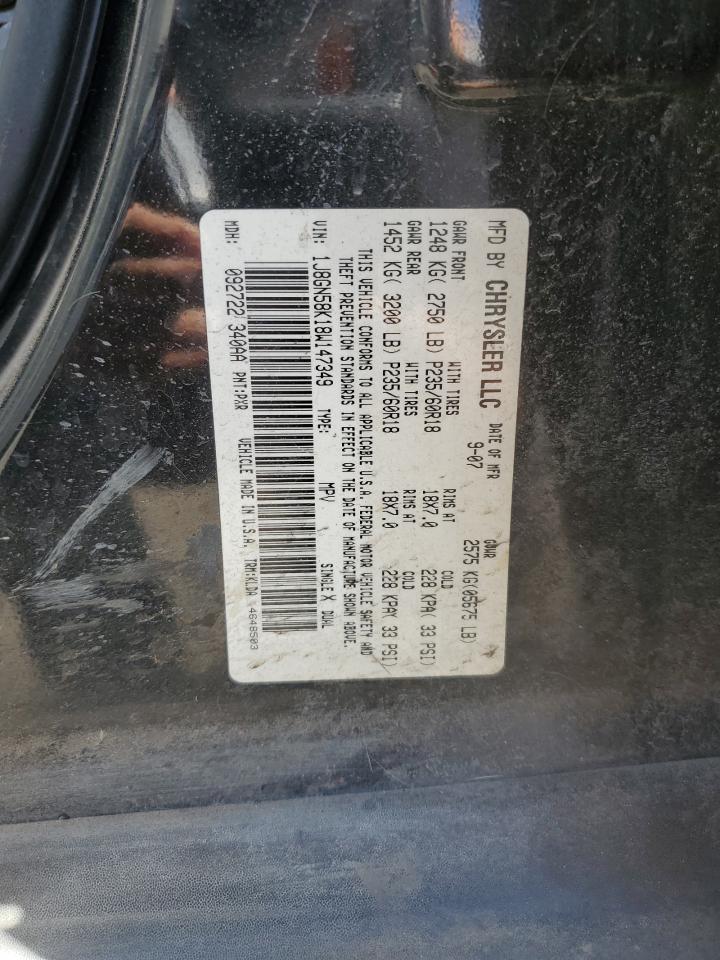 MFD BY CHRYSLER LLC DATE OF MFR 9-07 GVWR 2575 KG(05675 LB)
GAWR FRONT WITH TIRES RIMS AT COLD
1248 KG( 2750 LB) P235/60R18 18X7.0 228 KPA( 33 PSI)
GAWR REAR WITH TIRES RIMS AT COLD
1452 KG( 3200 LB) P235/60R18 18X7.0 228 KPA( 33 PSI)
THIS VEHICLE CONFORMS TO ALL APPLICABLE U.S.A. FEDERAL MOTOR VEHICLE SAFETY AND
THEFT PREVENTION STANDARDS IN EFFECT ON THE DATE OF MANUFACTURE SHOWN ABOVE.
VIN: 1J8GN58K18W147349 TYPE: MPV SINGLE X DUAL
MDH: 092722 340AA PNT:PXR VEHICLE MADE IN U.S.A. TRM:KLDA 4648503